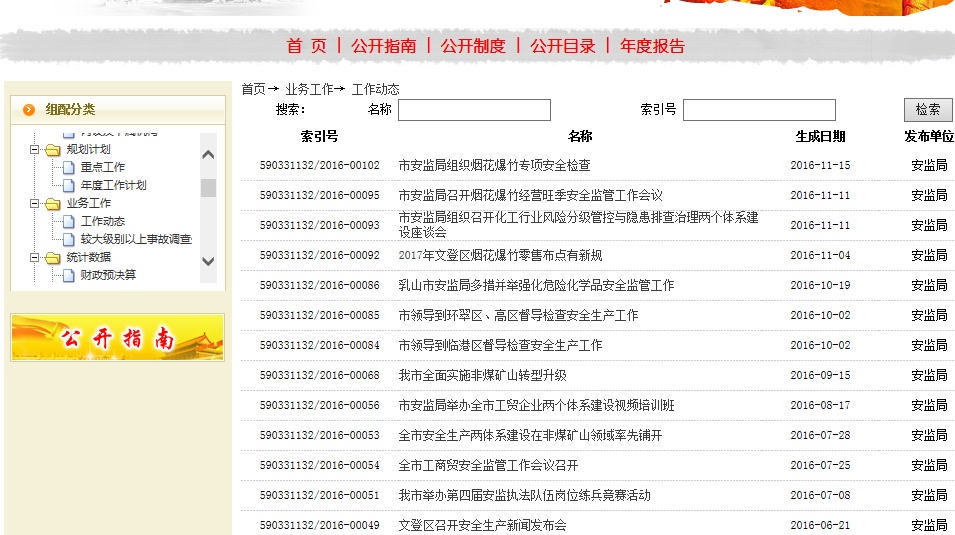 首 页 | 公开指南 | 公开制度 | 公开目录 | 年度报告
组配分类
规划计划
重点工作
年度工作计划
业务工作
工作动态
较大级别以上事故调查
统计数据
财政预决算
公开指南
首页→ 业务工作→ 工作动态
搜索： 名称 索引号 检索
索引号 名称 生成日期 发布单位
590331132/2016-00102 市安监局组织烟花爆竹专项安全检查 2016-11-15 安监局
590331132/2016-00095 市安监局召开烟花爆竹经营旺季安全监管工作会议 2016-11-11 安监局
590331132/2016-00093 市安监局组织召开化工行业风险分级管控与隐患排查治理两个体系建
设座谈会 2016-11-11 安监局
590331132/2016-00092 2017年文登区烟花爆竹零售布点有新规 2016-11-04 安监局
590331132/2016-00086 乳山市安监局多措并举强化危险化学品安全监管工作 2016-10-19 安监局
590331132/2016-00085 市领导到环翠区、高区督导检查安全生产工作 2016-10-02 安监局
590331132/2016-00084 市领导到临港区督导检查安全生产工作 2016-10-02 安监局
590331132/2016-00068 我市全面实施非煤矿山转型升级 2016-09-15 安监局
590331132/2016-00056 市安监局举办全市工贸企业两个体系建设视频培训班 2016-08-17 安监局
590331132/2016-00053 全市安全生产两体系建设在非煤矿山领域率先铺开 2016-07-28 安监局
590331132/2016-00054 全市工商贸安全监管工作会议召开 2016-07-25 安监局
590331132/2016-00051 我市举办第四届安监执法队伍岗位练兵竞赛活动 2016-07-08 安监局
590331132/2016-00049 文登区召开安全生产新闻发布会 2016-06-21 安监局